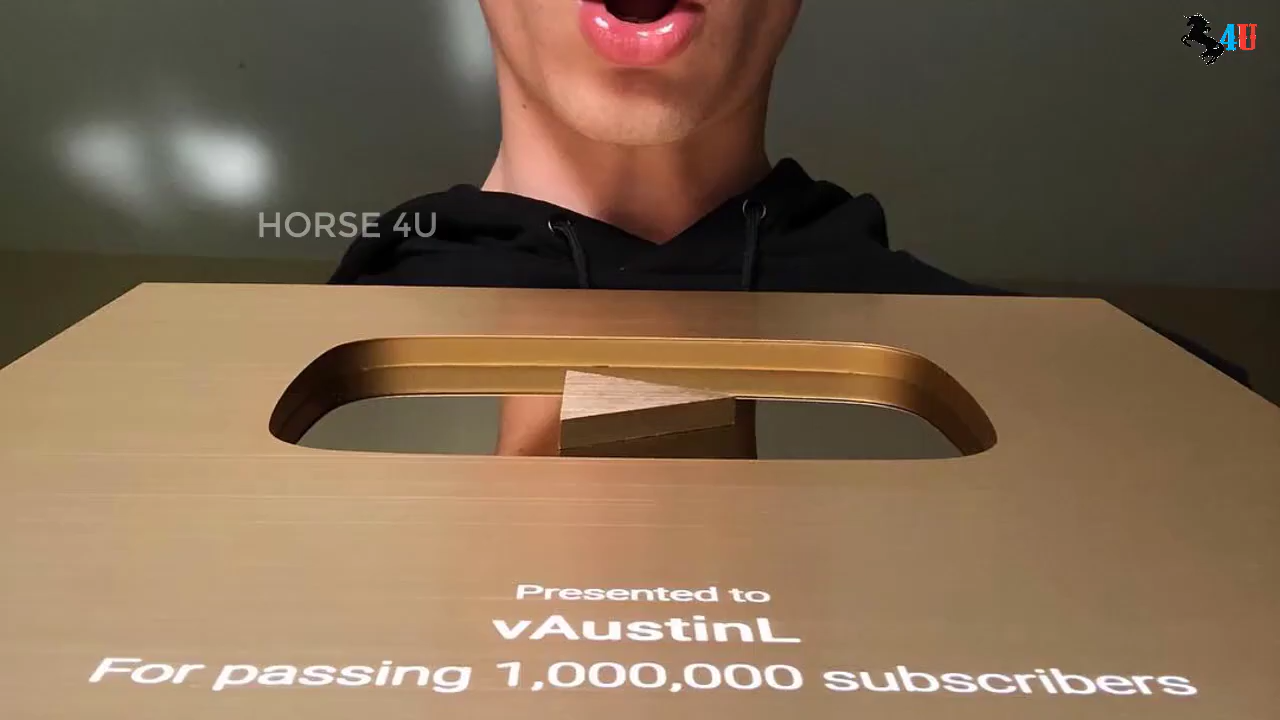 4U
HORSE 4U
Presented to
vAustinL
For passing 1,000,000 subscribers